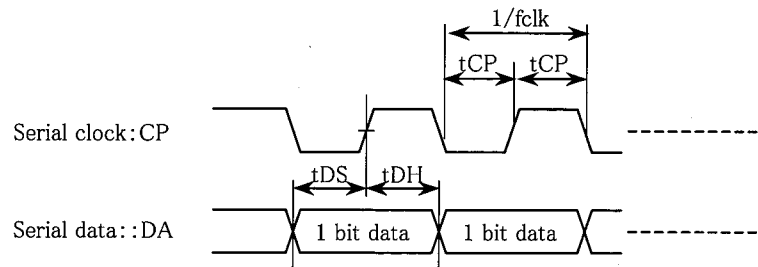 1/fclk
tCP tCP
Serial clock:CP
tDS tDH
Serial data::DA
1 bit data 1 bit data